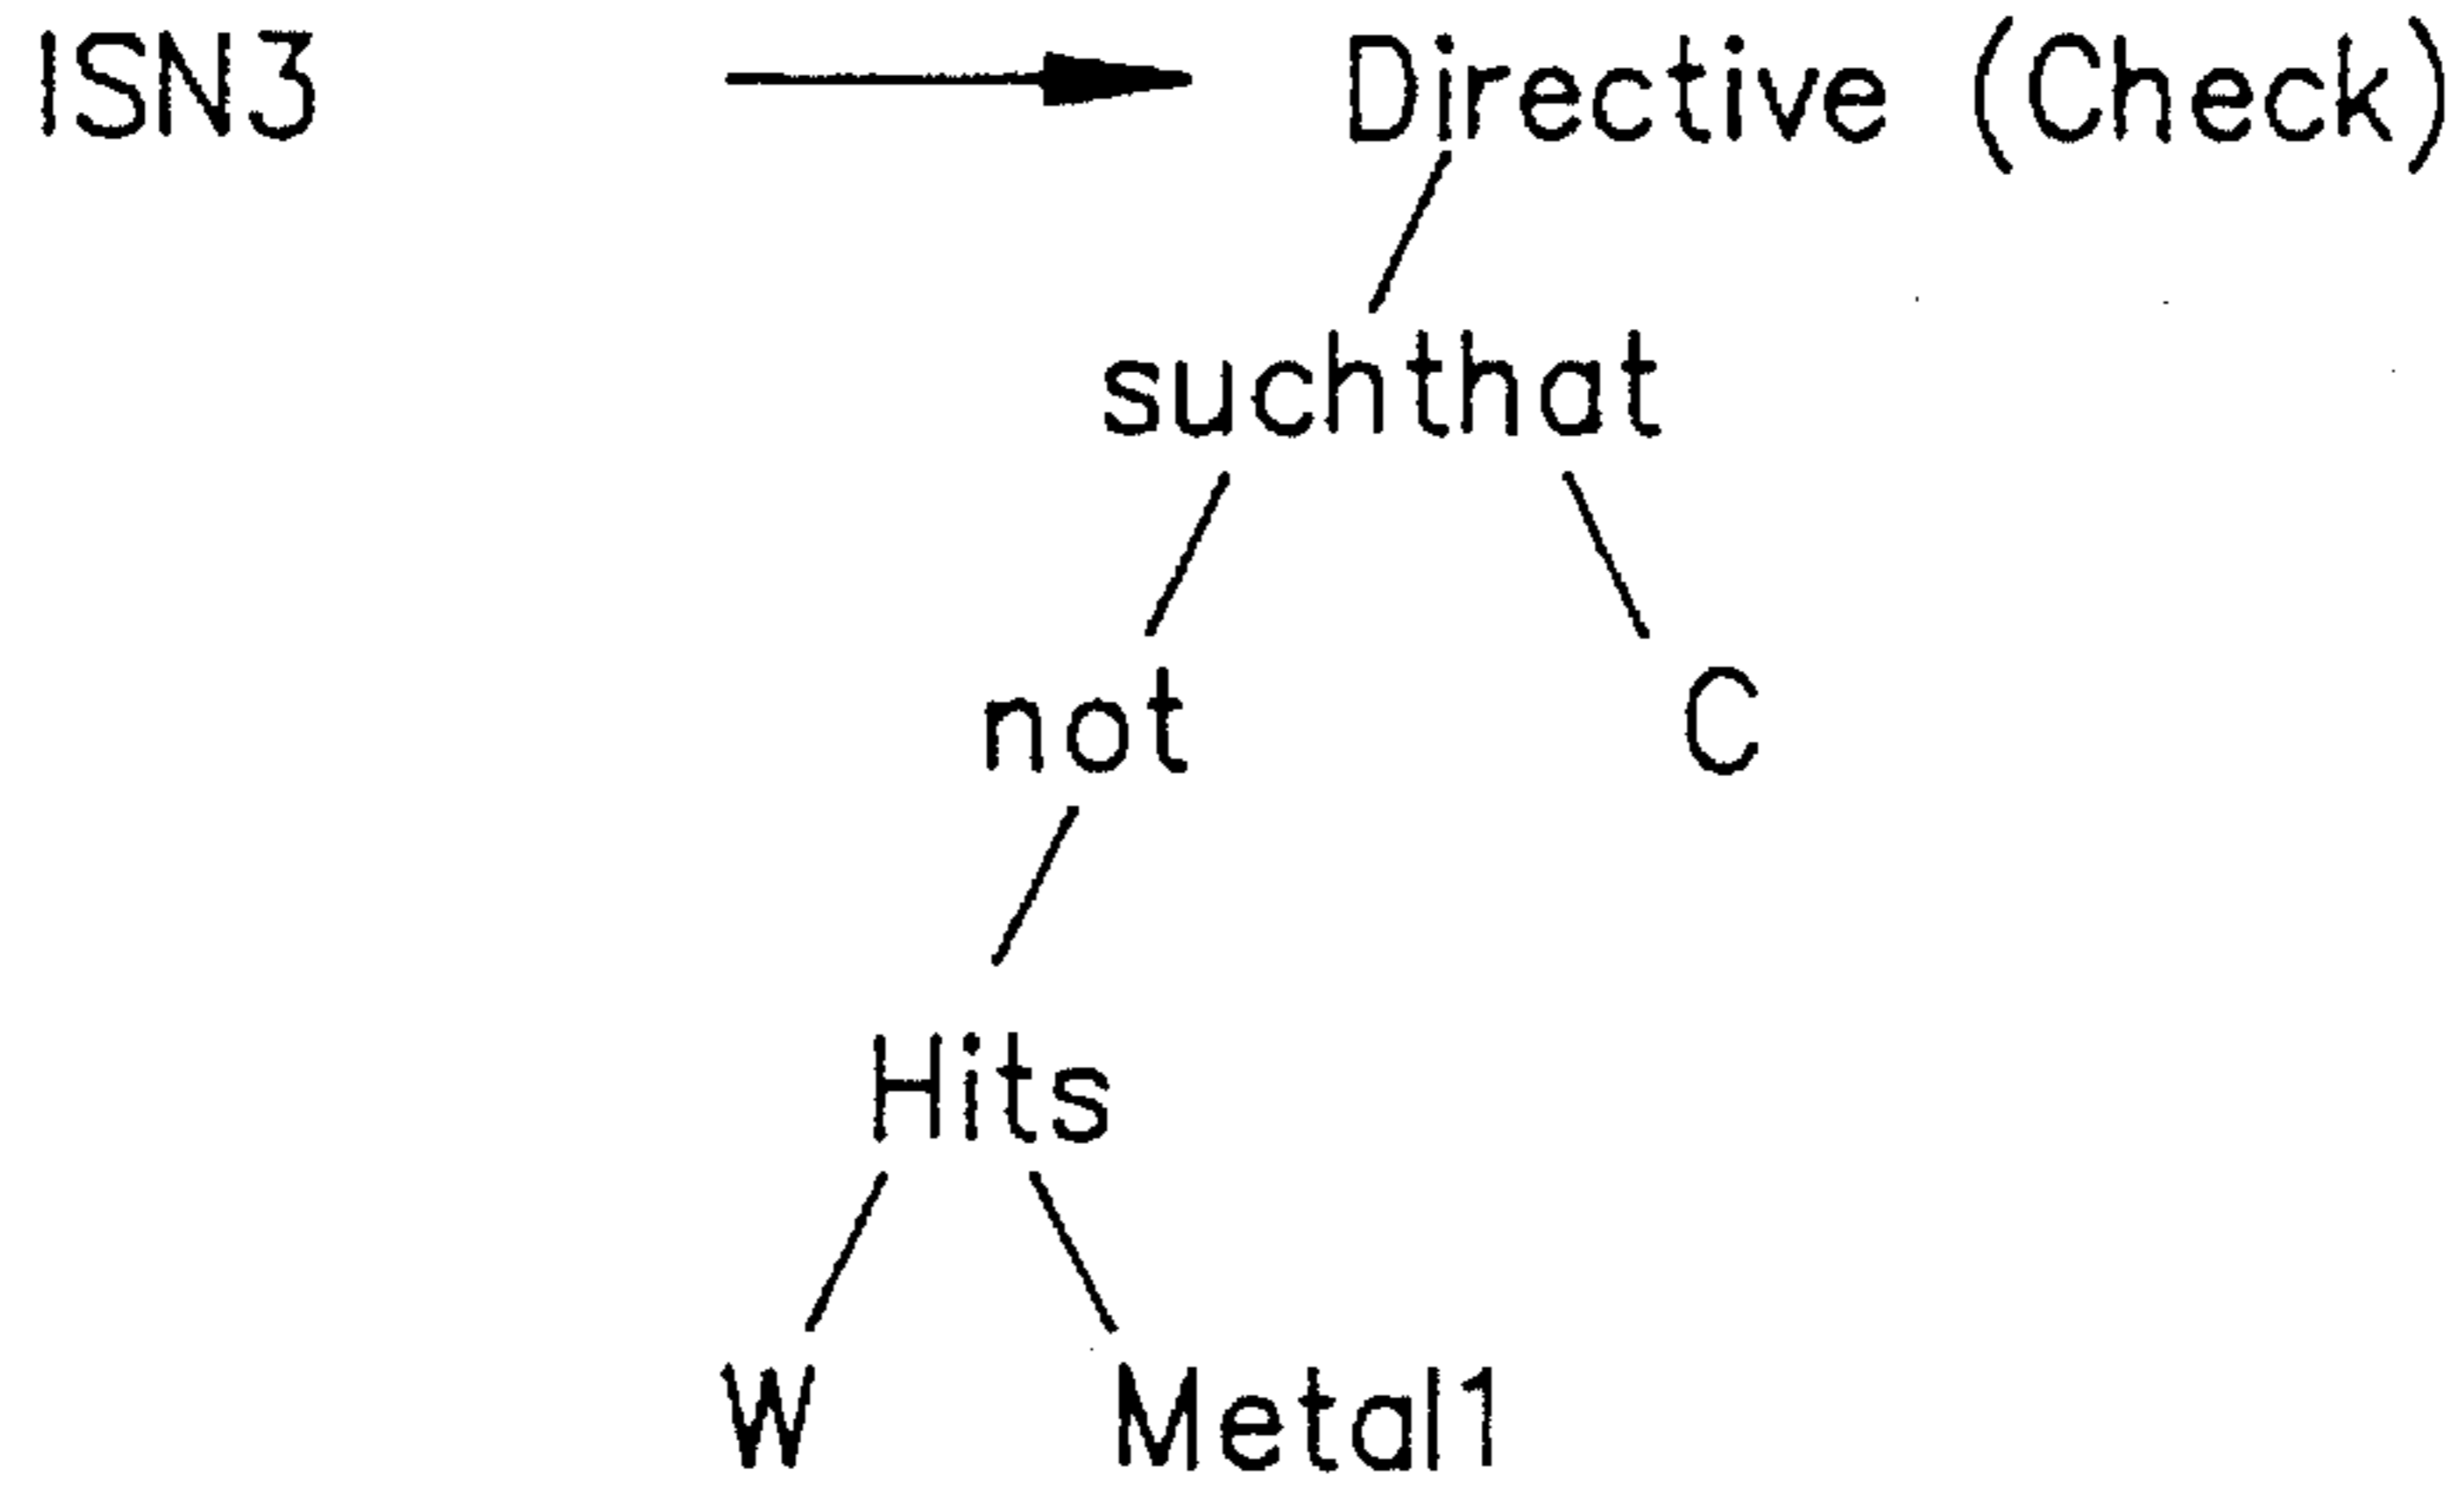 ISN3 Directive (Check)
suchthat
not C
Hits
W Metal1